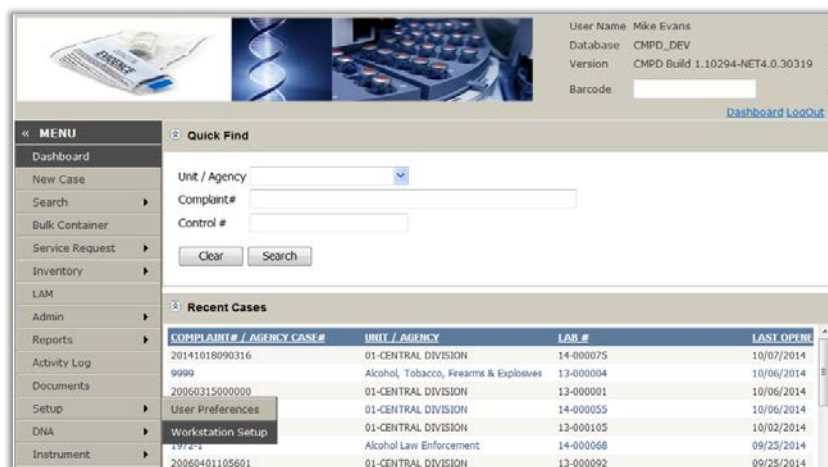 User Name Mike Evans
Database CMPD_DEV
Version CMPD Build 1.10294-NET4.0.30319
Barcode
Dashboard LogOut
EVIDENCE
« MENU
Dashboard
New Case
Search
Bulk Container
Service Request
Inventory
LAM
Admin
Reports
Activity Log
Documents
Setup
DNA
Instrument
User Preferences
Workstation Setup
Quick Find
Unit / Agency
Complaint#
Control #
Clear Search
Recent Cases
COMPLAINT# / AGENCY CASE# UNIT / AGENCY LAB # LAST OPENE
20141018090316 01-CENTRAL DIVISION 14-000075 10/07/2014
9999 Alcohol, Tobacco, Firearms & Explosives 13-000004 10/06/2014
20060315000000 01-CENTRAL DIVISION 13-000001 10/06/2014
01-CENTRAL DIVISION 14-000055 10/06/2014
01-CENTRAL DIVISION 13-000105 10/02/2014
1972-1 Alcohol Law Enforcement 14-000068 09/25/2014
20060401105601 01-CENTRAL DIVISION 13-000092 09/25/2014